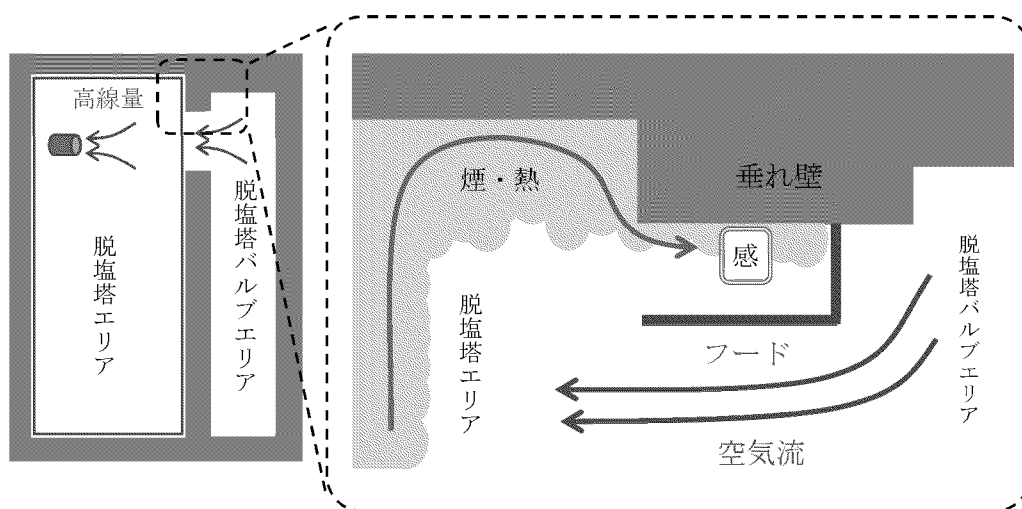 高線量
脱塩塔エリア
脱塩塔バルブエリア
煙・熱
垂れ壁
感
脱塩塔エリア
フード
脱塩塔バルブエリア
空気流